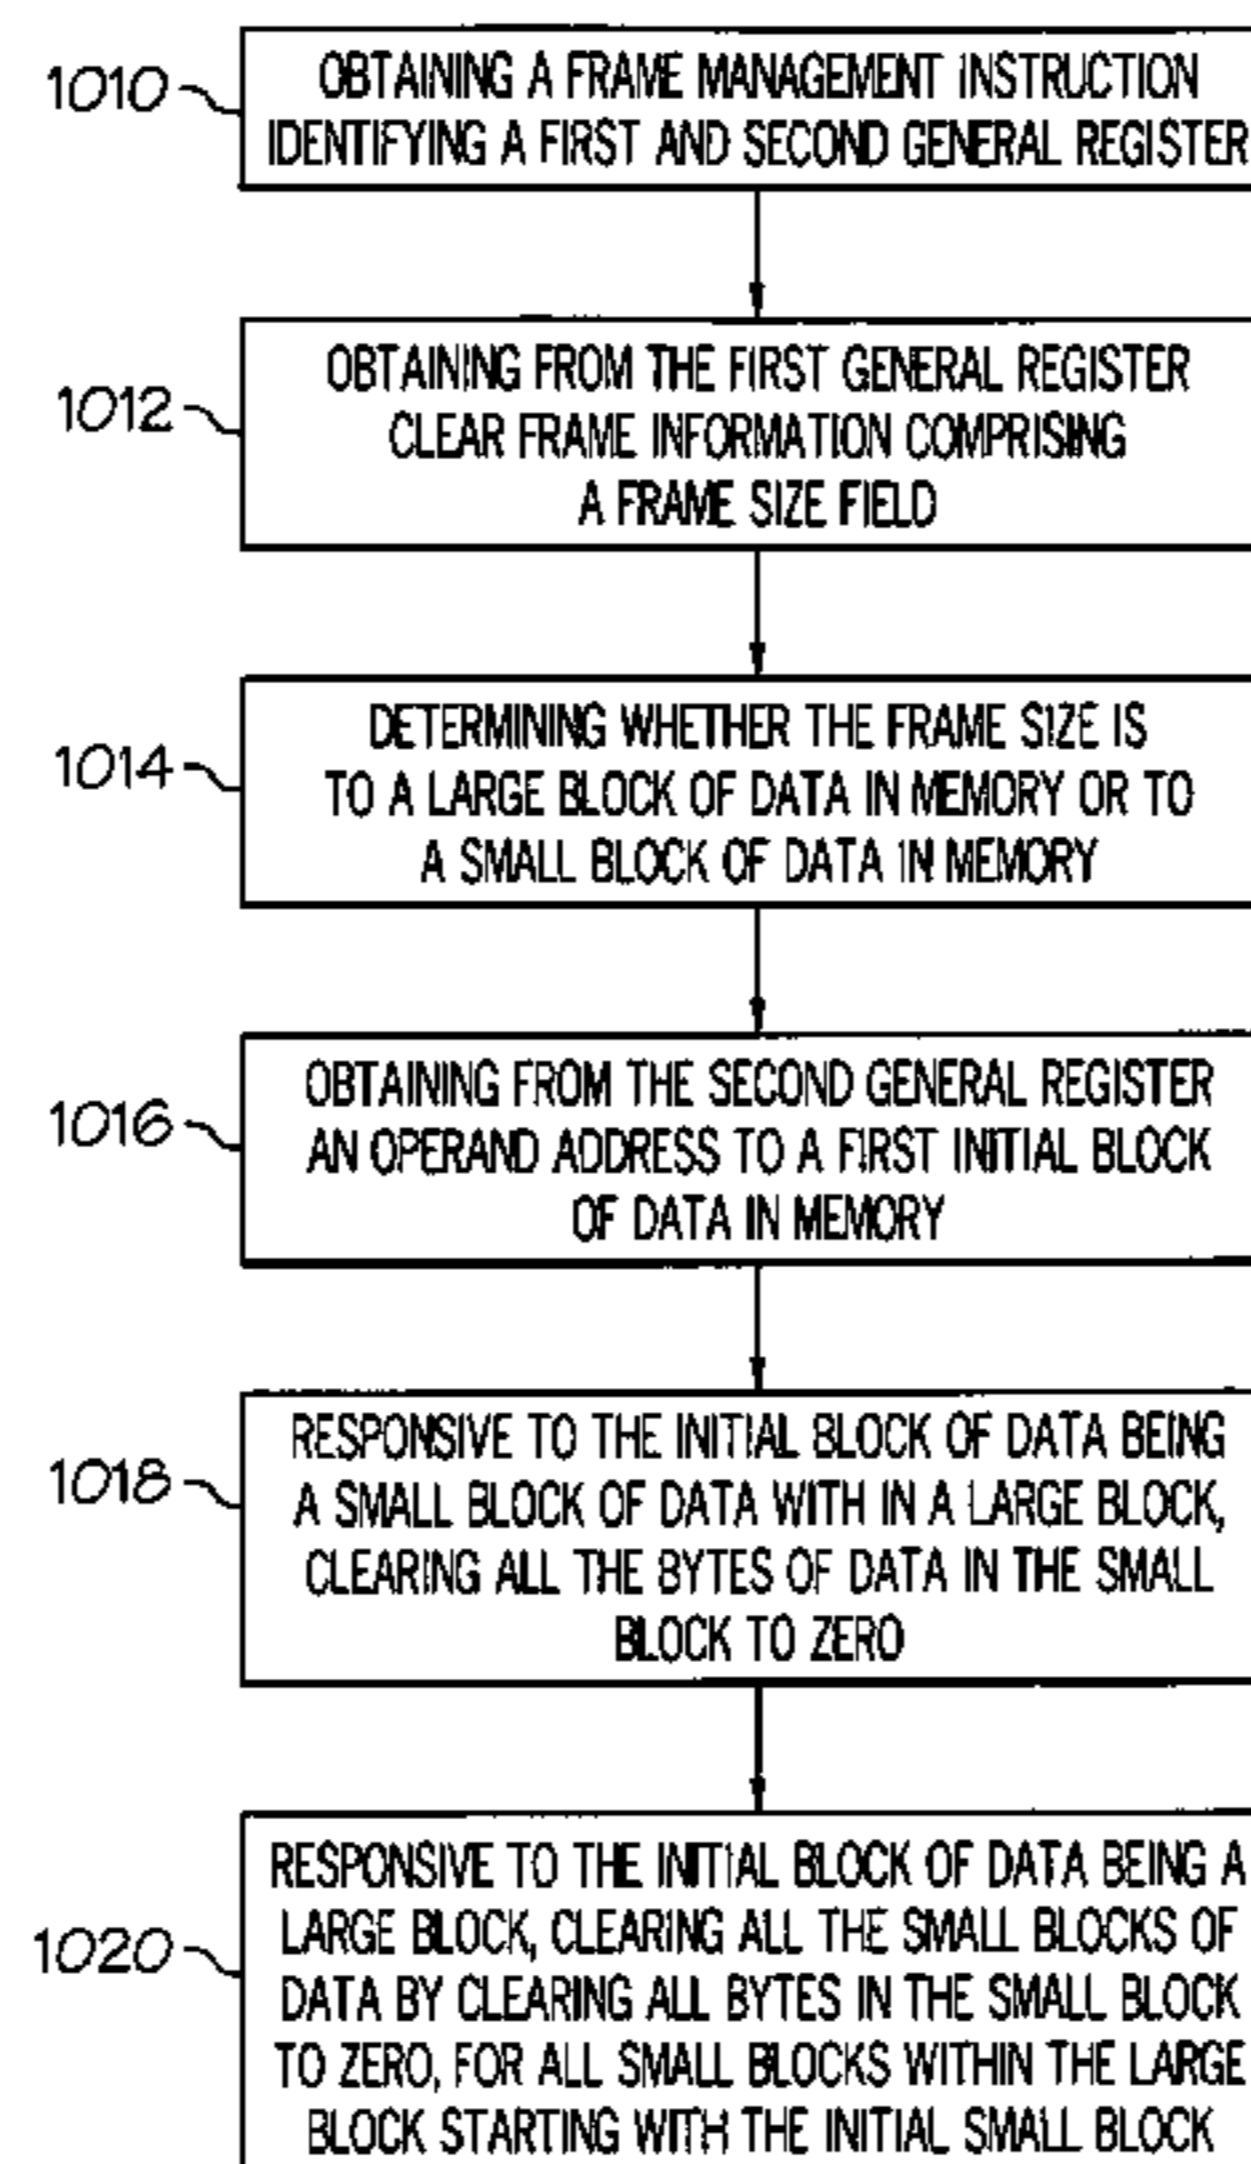 1010
OBTAINING A FRAME MANAGEMENT INSTRUCTION
IDENTIFYING A FIRST AND SECOND GENERAL REGISTER
1012
OBTAINING FROM THE FIRST GENERAL REGISTER
CLEAR FRAME INFORMATION COMPRISING
A FRAME SIZE FIELD
1014
DETERMINING WHETHER THE FRAME SIZE IS
TO A LARGE BLOCK OF DATA IN MEMORY OR TO
A SMALL BLOCK OF DATA IN MEMORY
1016
OBTAINING FROM THE SECOND GENERAL REGISTER
AN OPERAND ADDRESS TO A FIRST INITIAL BLOCK
OF DATA IN MEMORY
1018
RESPONSIVE TO THE INITIAL BLOCK OF DATA BEING
A SMALL BLOCK OF DATA WITH IN A LARGE BLOCK,
CLEARING ALL THE BYTES OF DATA IN THE SMALL
BLOCK TO ZERO
1020
RESPONSIVE TO THE INITIAL BLOCK OF DATA BEING A
LARGE BLOCK, CLEARING ALL THE SMALL BLOCKS OF
DATA BY CLEARING ALL BYTES IN THE SMALL BLOCK
TO ZERO, FOR ALL SMALL BLOCKS WITHIN THE LARGE
BLOCK STARTING WITH THE INITIAL SMALL BLOCK